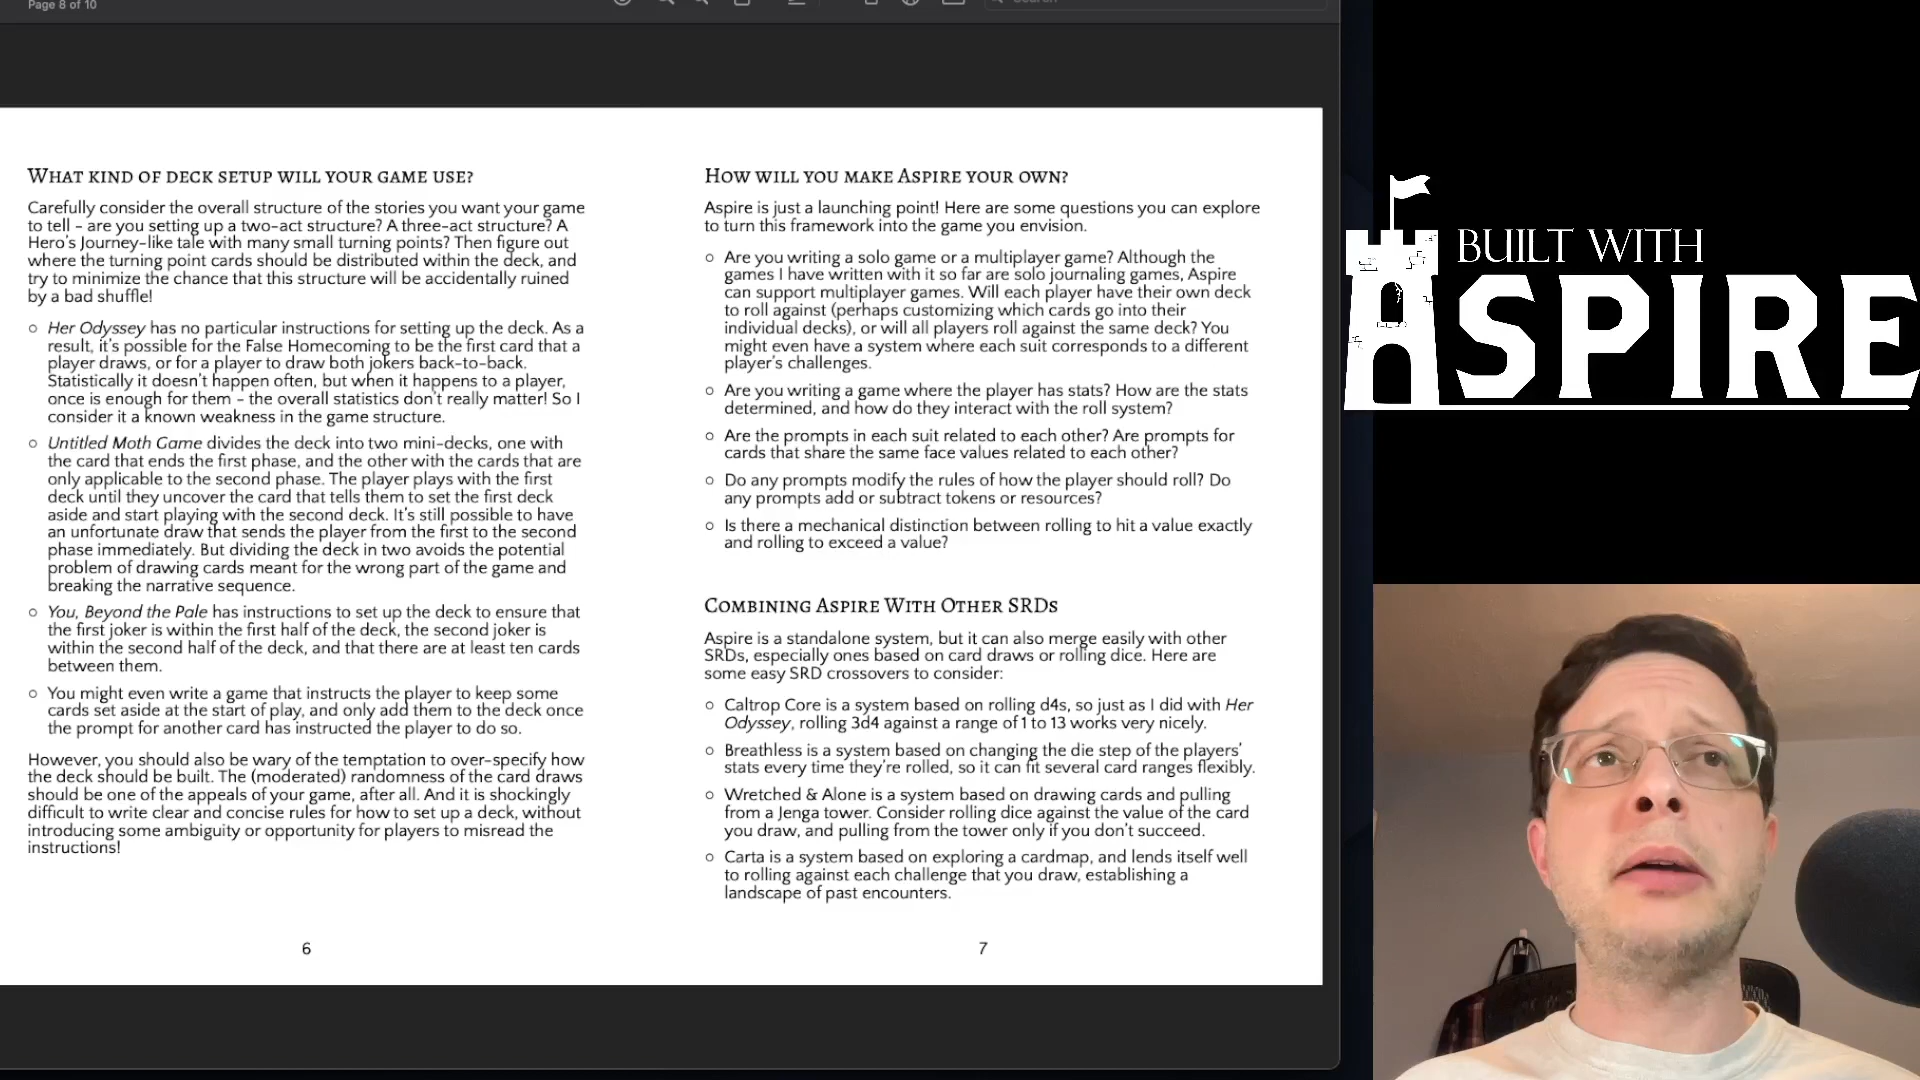 Page 8 of 10
Search
WHAT KIND OF DECK SETUP WILL YOUR GAME USE?
Carefully consider the overall structure of the stories you want your game
to tell – are you setting up a two-act structure? A three-act structure? A
Hero's Journey-like tale with many small turning points? Then figure out
where the turning point cards should be distributed within the deck, and
try to minimize the chance that this structure will be accidentally ruined
by a bad shuffle!
○ Her Odyssey has no particular instructions for setting up the deck. As a
result, it's possible for the False Homecoming to be the first card that a
player draws, or for a player to draw both jokers back-to-back.
Statistically it doesn't happen often, but when it happens to a player,
once is enough for them – the overall statistics don't really matter! So I
consider it a known weakness in the game structure.
○ Untitled Moth Game divides the deck into two mini-decks, one with
the card that ends the first phase, and the other with the cards that are
only applicable to the second phase. The player plays with the first
deck until they uncover the card that tells them to set the first deck
aside and start playing with the second deck. It's still possible to have
an unfortunate draw that sends the player from the first to the second
phase immediately. But dividing the deck in two avoids the potential
problem of drawing cards meant for the wrong part of the game and
breaking the narrative sequence.
○ You, Beyond the Pale has instructions to set up the deck to ensure that
the first joker is within the first half of the deck, the second joker is
within the second half of the deck, and that there are at least ten cards
between them.
○ You might even write a game that instructs the player to keep some
cards set aside at the start of play, and only add them to the deck once
the prompt for another card has instructed the player to do so.
However, you should also be wary of the temptation to over-specify how
the deck should be built. The (moderated) randomness of the card draws
should be one of the appeals of your game, after all. And it is shockingly
difficult to write clear and concise rules for how to set up a deck, without
introducing some ambiguity or opportunity for players to misread the
instructions!
6
HOW WILL YOU MAKE ASPIRE YOUR OWN?
Aspire is just a launching point! Here are some questions you can explore
to turn this framework into the game you envision.
○ Are you writing a solo game or a multiplayer game? Although the
games I have written with it so far are solo journaling games, Aspire
can support multiplayer games. Will each player have their own deck
to roll against (perhaps customizing which cards go into their
individual decks), or will all players roll against the same deck? You
might even have a system where each suit corresponds to a different
player's challenges.
○ Are you writing a game where the player has stats? How are the stats
determined, and how do they interact with the roll system?
○ Are the prompts in each suit related to each other? Are prompts for
cards that share the same face values related to each other?
○ Do any prompts modify the rules of how the player should roll? Do
any prompts add or subtract tokens or resources?
○ Is there a mechanical distinction between rolling to hit a value exactly
and rolling to exceed a value?
COMBINING ASPIRE WITH OTHER SRDS
Aspire is a standalone system, but it can also merge easily with other
SRDs, especially ones based on card draws or rolling dice. Here are
some easy SRD crossovers to consider:
○ Caltrop Core is a system based on rolling d4s, so just as I did with Her
Odyssey, rolling 3d4 against a range of 1 to 13 works very nicely.
○ Breathless is a system based on changing the die step of the players'
stats every time they're rolled, so it can fit several card ranges flexibly.
○ Wretched & Alone is a system based on drawing cards and pulling
from a Jenga tower. Consider rolling dice against the value of the card
you draw, and pulling from the tower only if you don't succeed.
○ Carta is a system based on exploring a cardmap, and lends itself well
to rolling against each challenge that you draw, establishing a
landscape of past encounters.
7
BUILT WITH
ASPIRE